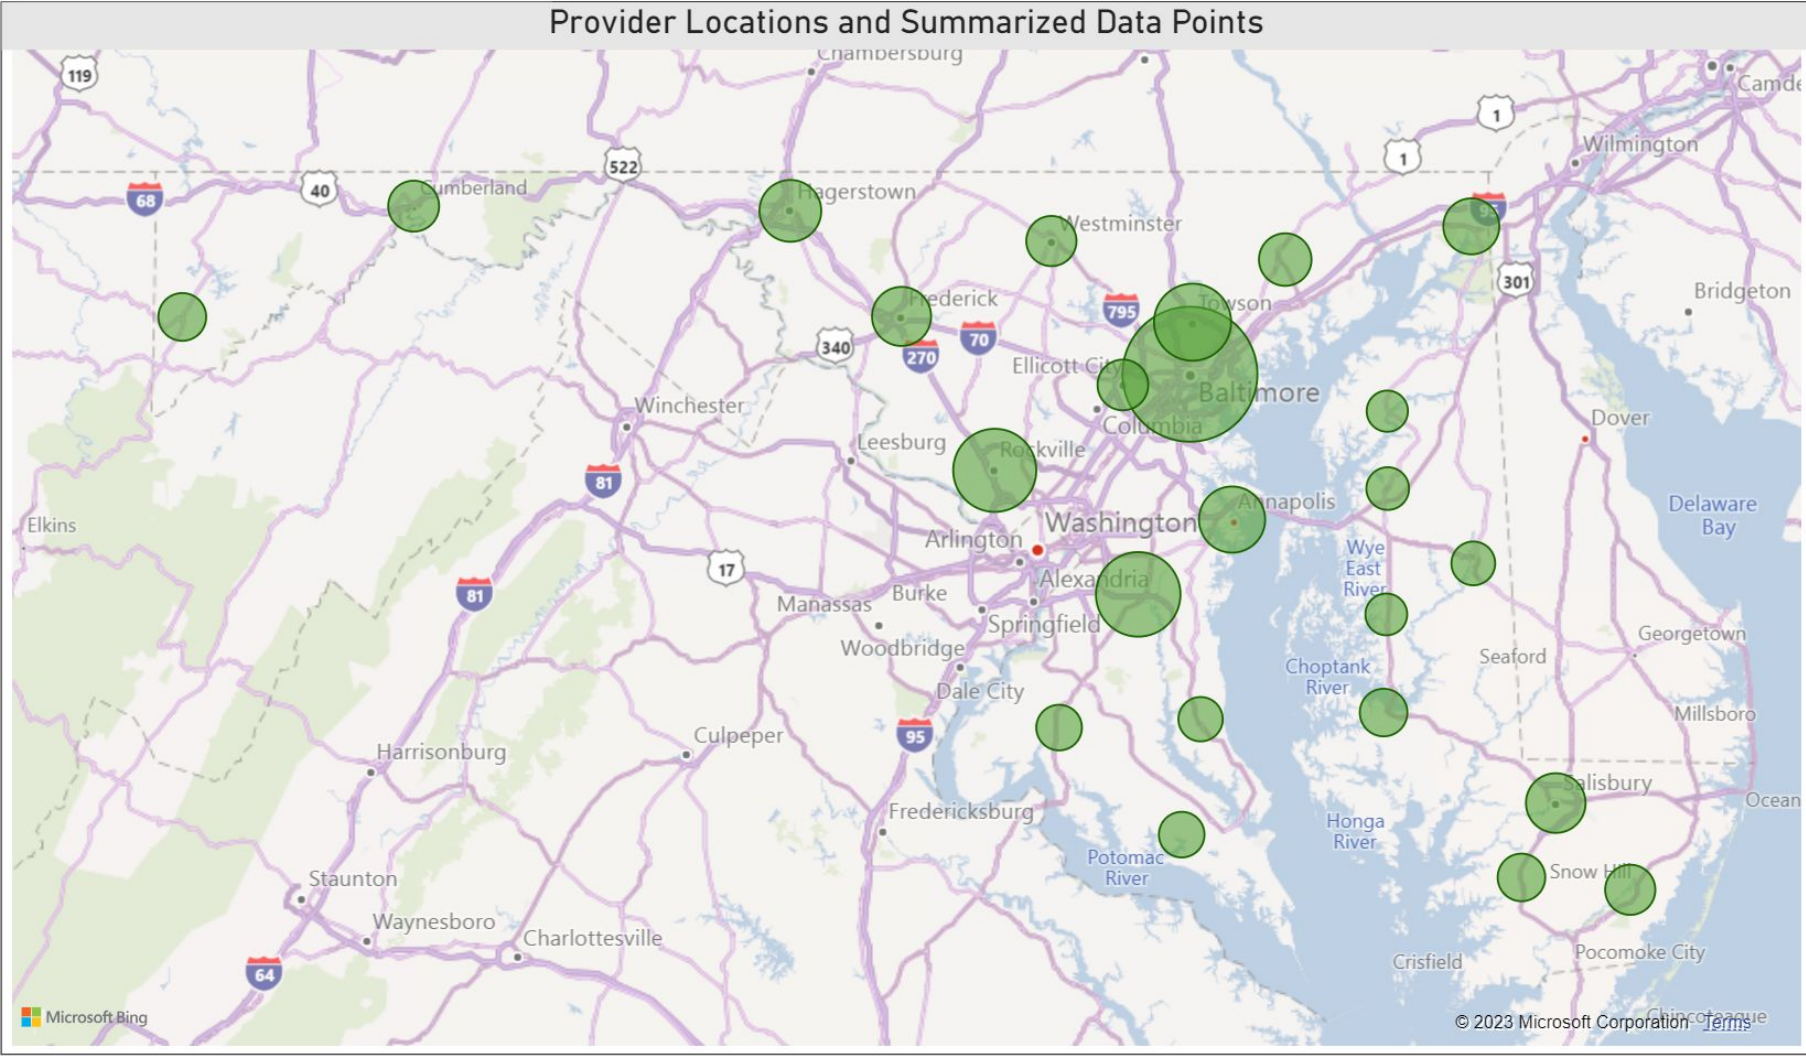 Provider Locations and Summarized Data Points
Chambersburg
119
Camde
1
Wilmington
1
522
68
40
Cumberland
Hagerstown
95
Westminster
301
Bridgeton
Frederick
795
Towson
340
270
70
Ellicott City
Baltimore
Winchester
Columbia
Dover
Leesburg
Rockville
81
Annapolis
Delaware
Bay
Elkins
Washington
Arlington
Wye
East
River
17
Alexandria
81
Burke
Manassas
Springfield
Georgetown
Woodbridge
Seaford
Choptank
River
Dale City
Millsboro
95
Culpeper
Harrisonburg
Salisbury
Ocean
Fredericksburg
Honga
River
Potomac
River
Snow Hill
Staunton
Waynesboro
Charlottesville
Pocomoke City
Crisfield
64
Microsoft Bing
Chincoteague
© 2023 Microsoft Corporation Terms